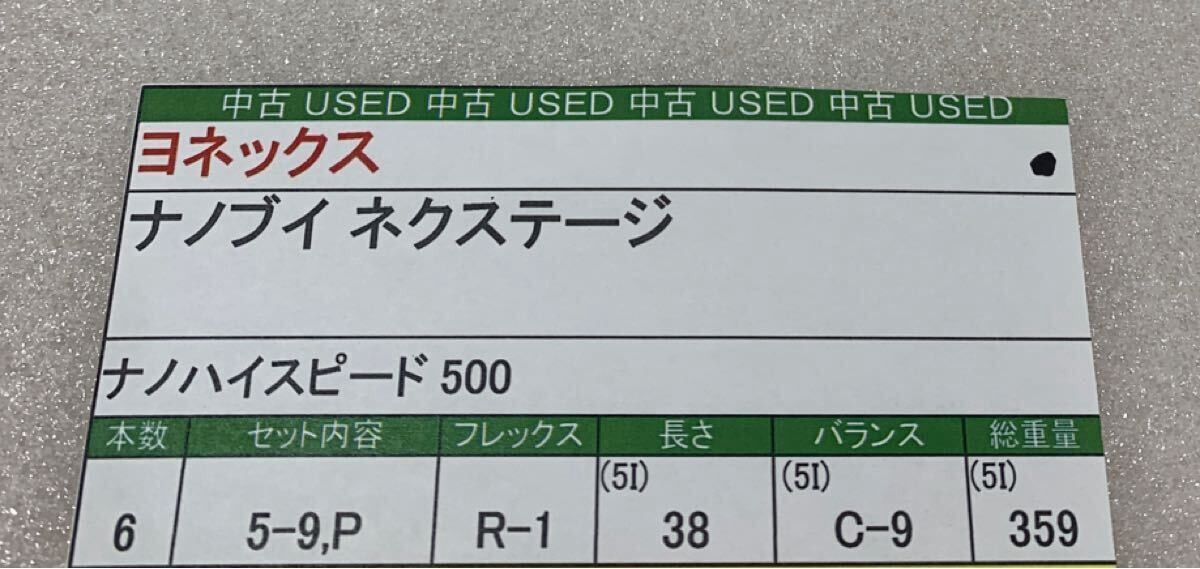 中古 USED 中古 USED 中古 USED 中古 USED
ヨネックス
ナノブイ ネクステージ
ナノハイスピード 500
本数 セット内容 フレックス 長さ バランス 総重量
(5I) (5I) (5I)
6 5-9,P R-1 38 C-9 359